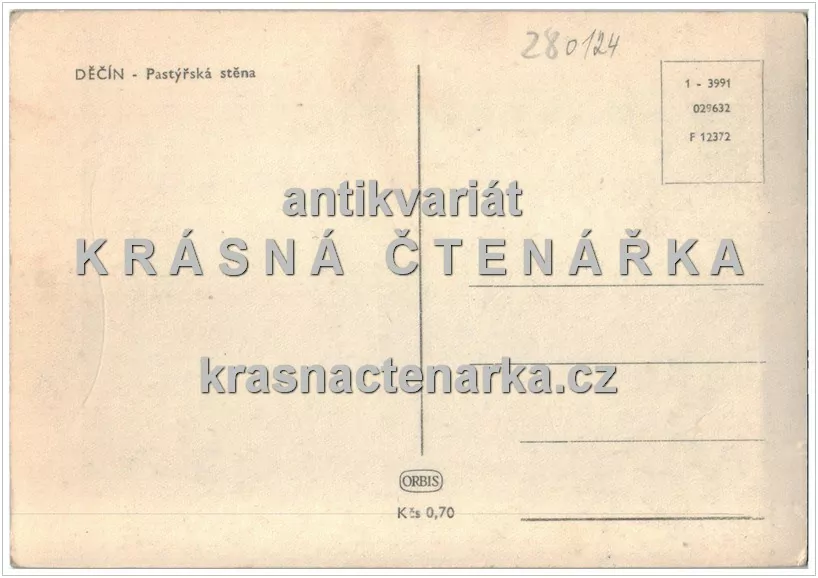 280124
DĚČÍN - Pastýřská stěna
1 - 3991
029632
F 12372
antikvariát
KRÁSNÁ ČTENÁŘKA
krasnactenarka.cz
ORBIS
Kčs 0,70